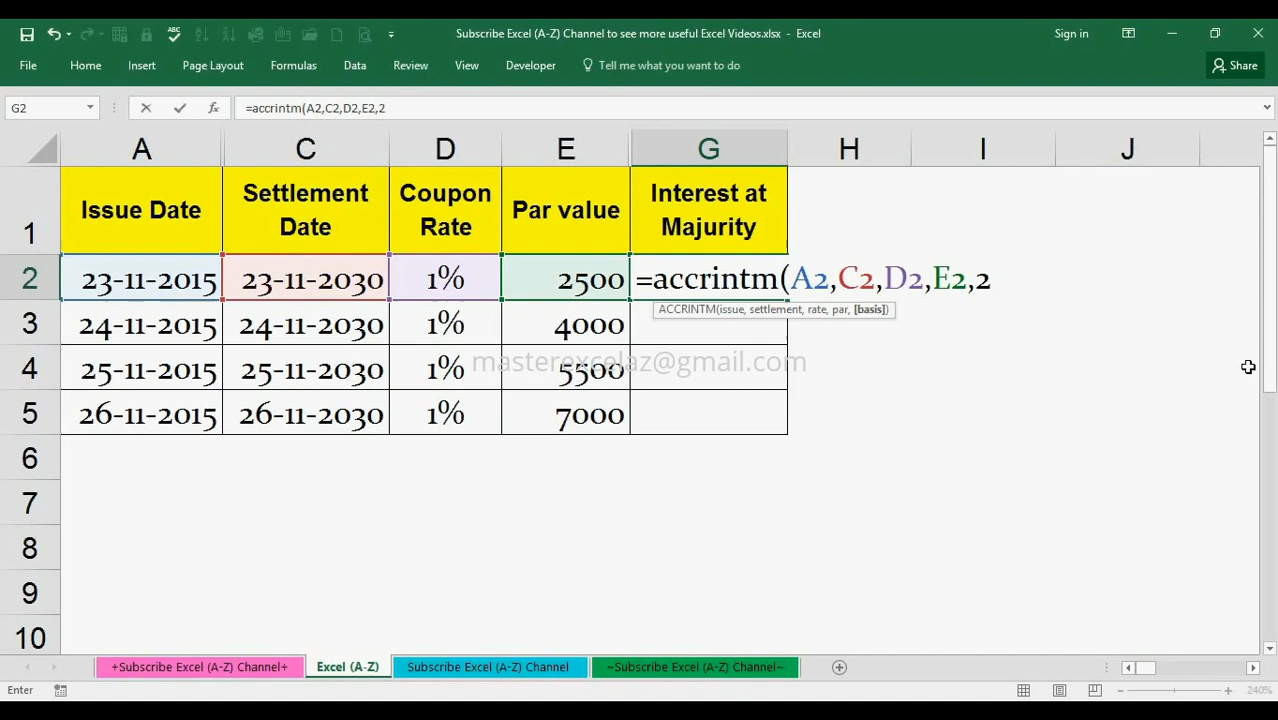 Subscribe Excel (A-Z) Channel to see more useful Excel Videos.xlsx - Excel
Sign in
File Home Insert Page Layout Formulas Data Review View Developer Tell me what you want to do Share
G2 fx =accrintm(A2,C2,D2,E2,2
A C D E G H I J
1 Issue Date Settlement Date Coupon Rate Par value Interest at Majurity
2 23-11-2015 23-11-2030 1% 2500 =accrintm(A2,C2,D2,E2,2
ACCRINTM(issue, settlement, rate, par, [basis])
3 24-11-2015 24-11-2030 1% 4000
4 25-11-2015 25-11-2030 1% 5500
masterexcelaz@gmail.com
5 26-11-2015 26-11-2030 1% 7000
6
7
8
9
10
+Subscribe Excel (A-Z) Channel+ Excel (A-Z) Subscribe Excel (A-Z) Channel ~Subscribe Excel (A-Z) Channel~
Enter 240%